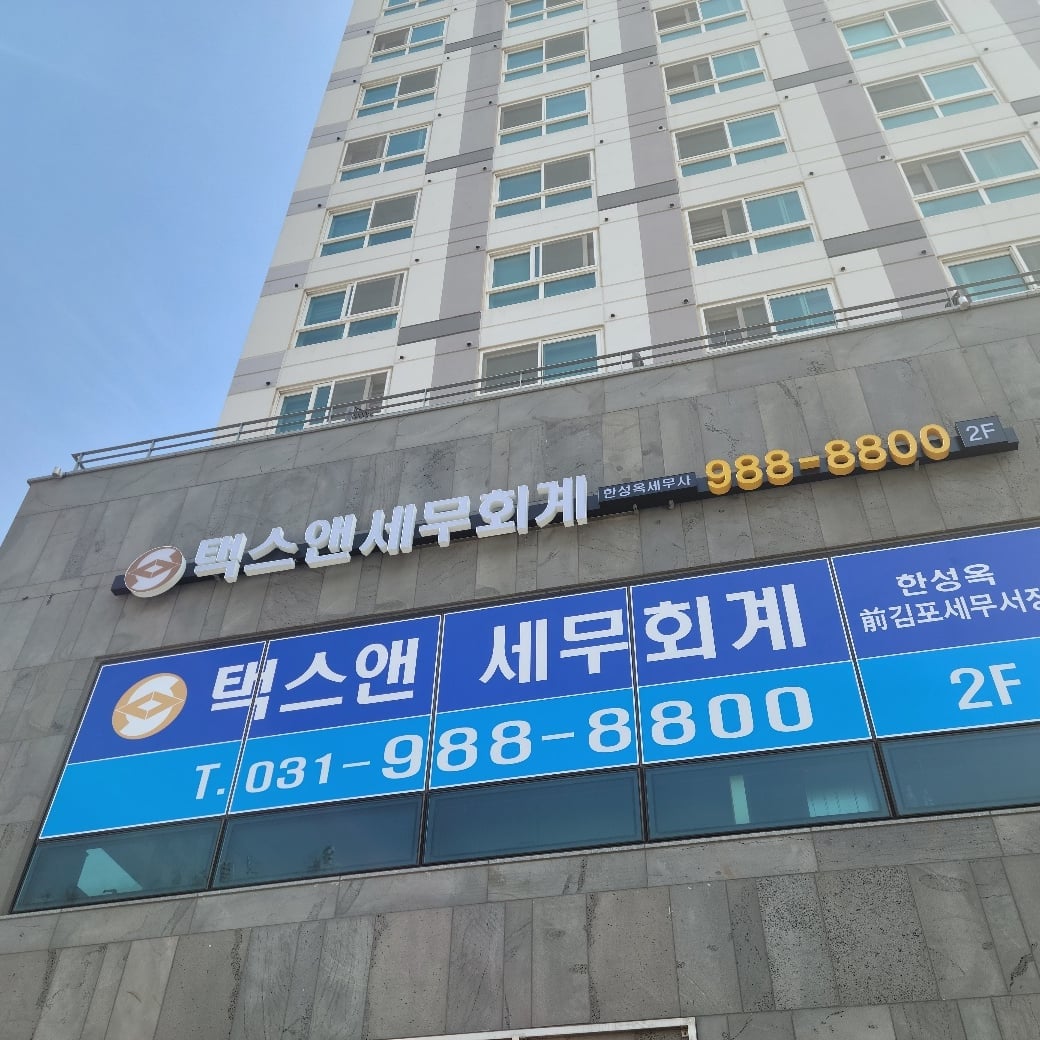 택스앤세무회계 한성옥세무사 988-8800 2F
택스앤 세무회계
T. 031-988-8800
한성옥
前김포세무서장
2F